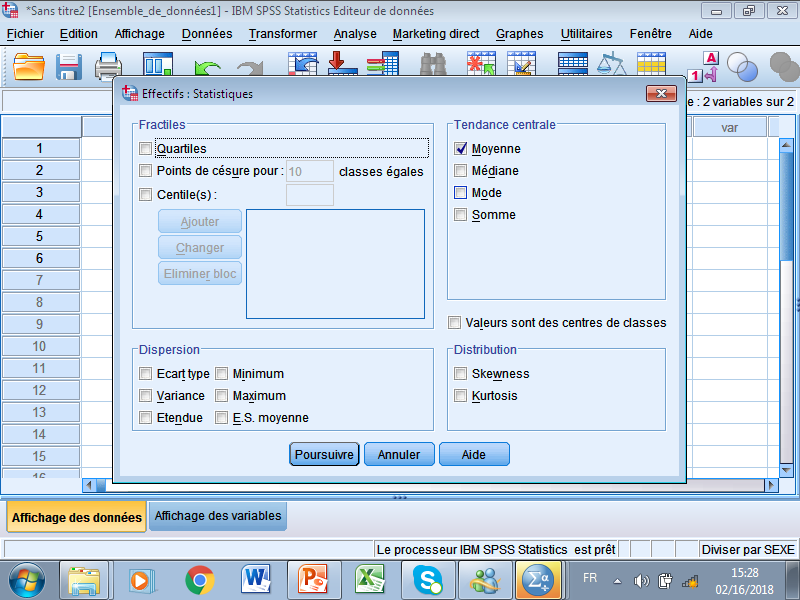 *Sans titre2 [Ensemble_de_données1] - IBM SPSS Statistics Editeur de données
Fichier Edition Affichage Données Transformer Analyse Marketing direct Graphes Utilitaires Fenêtre Aide
A
1
Effectifs : Statistiques
e : 2 variables sur 2
var
1
2
3
4
5
6
7
8
9
10
11
12
13
14
15
16
Fractiles
Quartiles
Points de césure pour : 10 classes égales
Centile(s) :
Ajouter
Changer
Eliminer bloc
Tendance centrale
Moyenne
Médiane
Mode
Somme
Valeurs sont des centres de classes
Dispersion
Ecart type Minimum
Variance Maximum
Etendue E.S. moyenne
Distribution
Skewness
Kurtosis
Poursuivre Annuler Aide
Affichage des données Affichage des variables
Le processeur IBM SPSS Statistics est prêt Diviser par SEXE
FR
15:28
02/16/2018